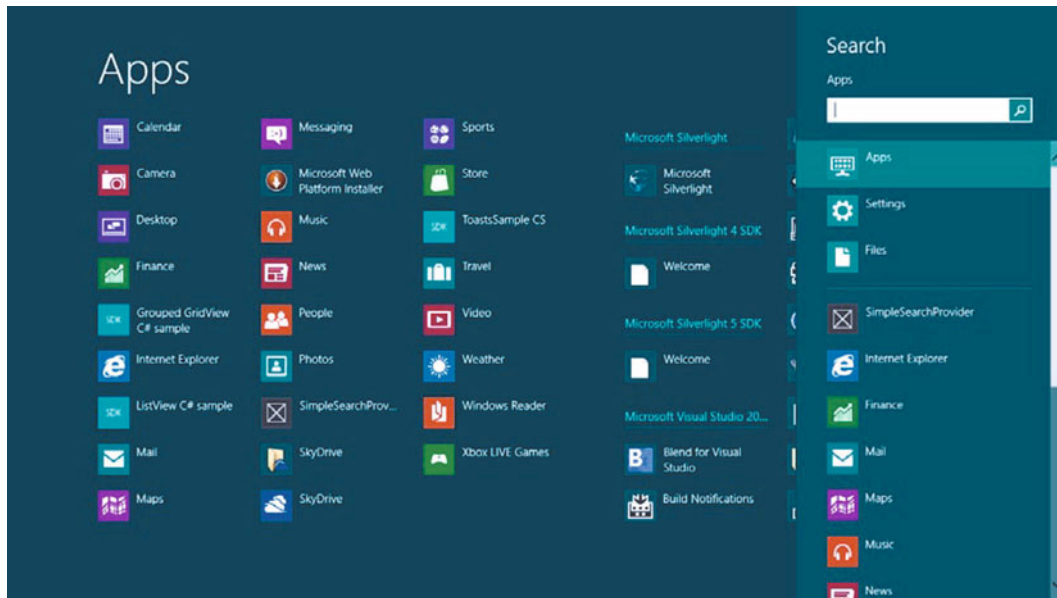 Apps
Calendar
Camera
Desktop
Finance
SDK
Grouped GridView
C# sample
Internet Explorer
SDK
ListView C# sample
Mail
Maps
Messaging
Microsoft Web
Platform Installer
Music
News
People
Photos
SimpleSearchProv...
SkyDrive
SkyDrive
Sports
Store
SDK
ToastsSample CS
Travel
Video
Weather
Windows Reader
Xbox LIVE Games
Microsoft Silverlight
Microsoft
Silverlight
Microsoft Silverlight 4 SDK
Welcome
Microsoft Silverlight 5 SDK
Welcome
Microsoft Visual Studio 20...
B
Blend for Visual
Studio
Build Notifications
Search
Apps
Apps
Settings
Files
SimpleSearchProvider
Internet Explorer
Finance
Mail
Maps
Music
News